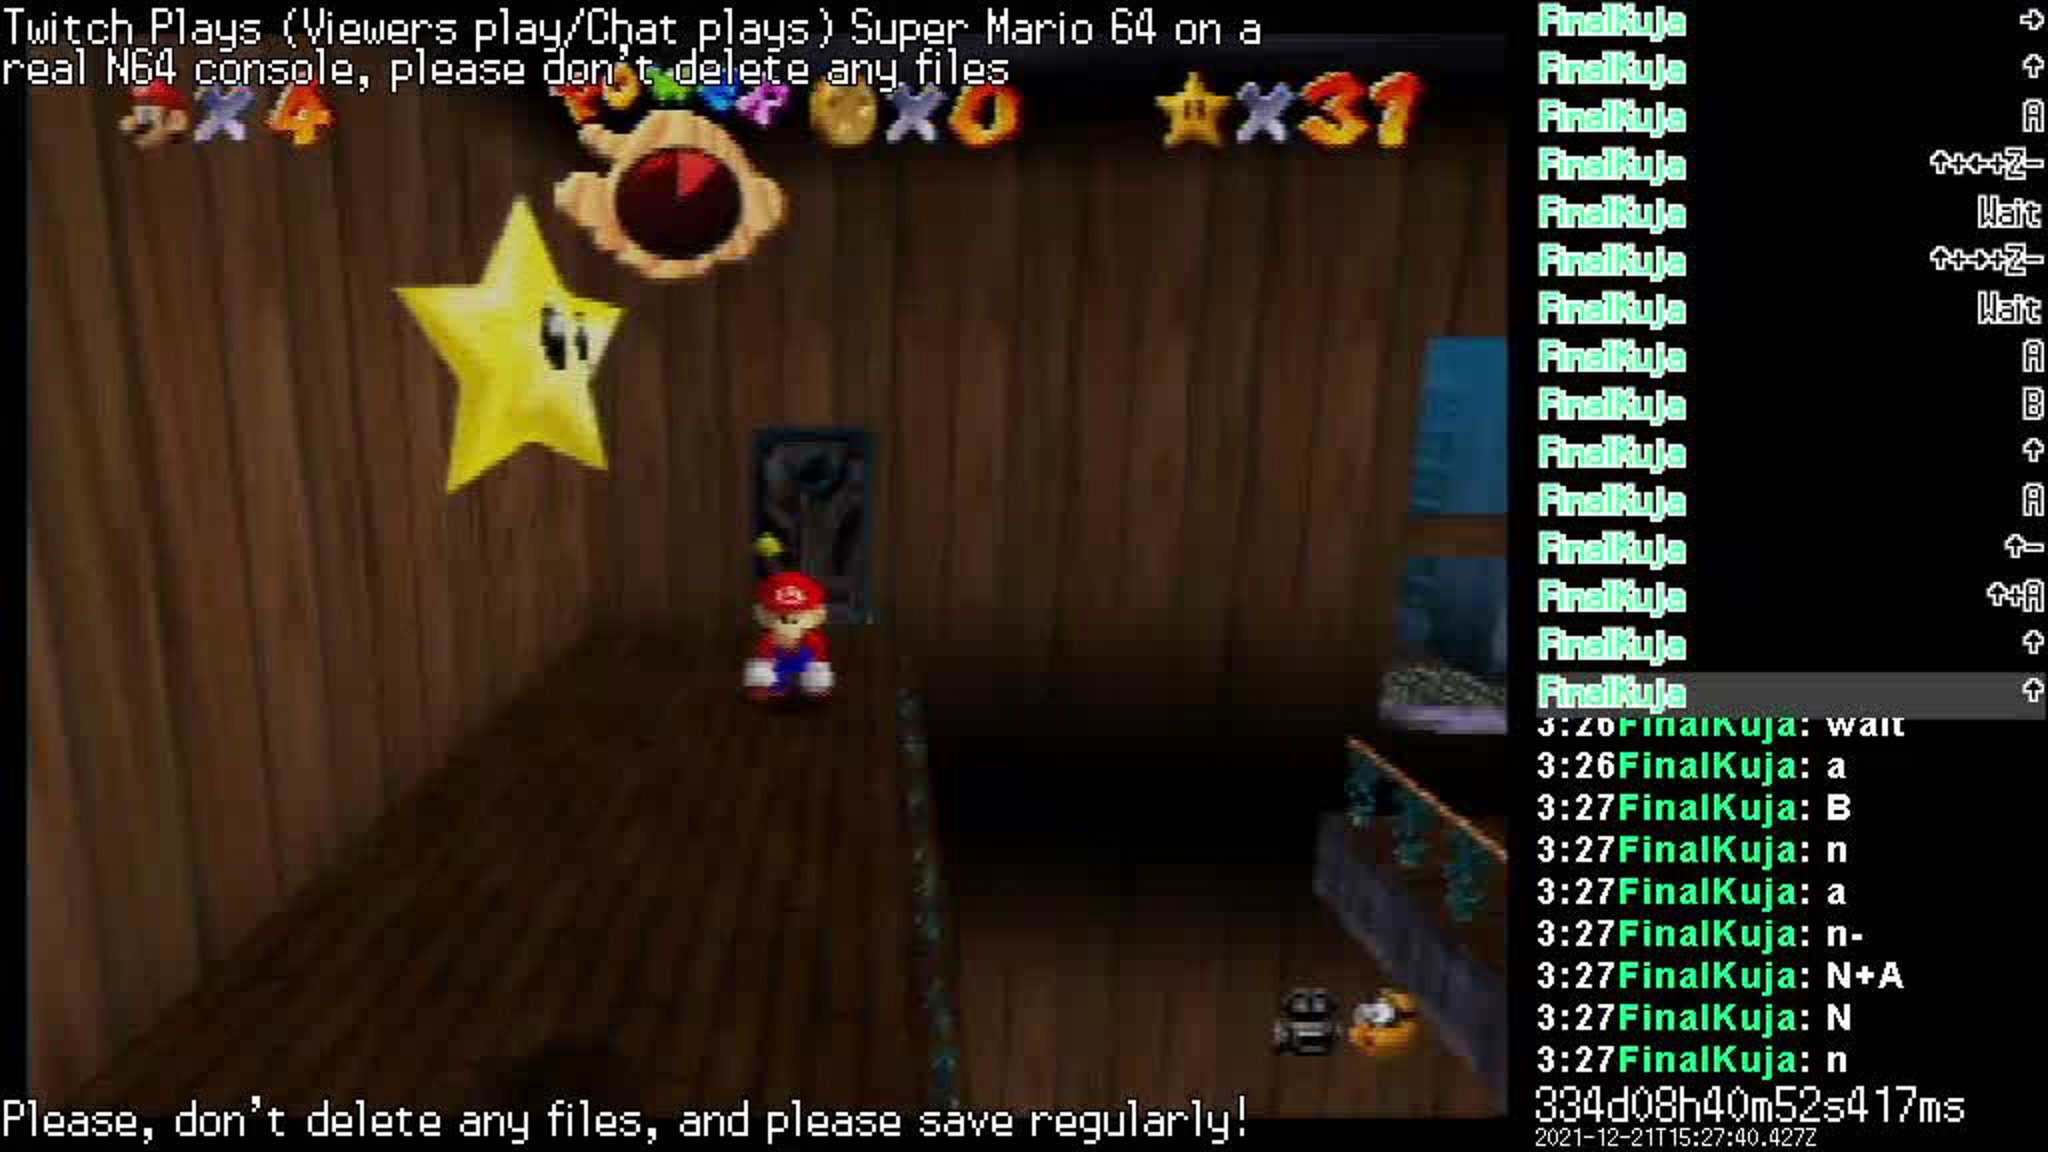 Twitch Plays (Viewers play/Chat plays) Super Mario 64 on a
real N64 console, please don't delete any files
x 4
x 0
x 31
FinalKuja →
FinalKuja ↑
FinalKuja A
FinalKuja ↑+←+Z-
FinalKuja Wait
FinalKuja ↑+→+Z-
FinalKuja Wait
FinalKuja A
FinalKuja B
FinalKuja ↑
FinalKuja A
FinalKuja ↑-
FinalKuja ↑+A
FinalKuja ↑
FinalKuja ↑
3:26FinalKuja: wait
3:26FinalKuja: a
3:27FinalKuja: B
3:27FinalKuja: n
3:27FinalKuja: a
3:27FinalKuja: n-
3:27FinalKuja: N+A
3:27FinalKuja: N
3:27FinalKuja: n
334d08h40m52s417ms
2021-12-21T15:27:40.427Z
Please, don't delete any files, and please save regularly!